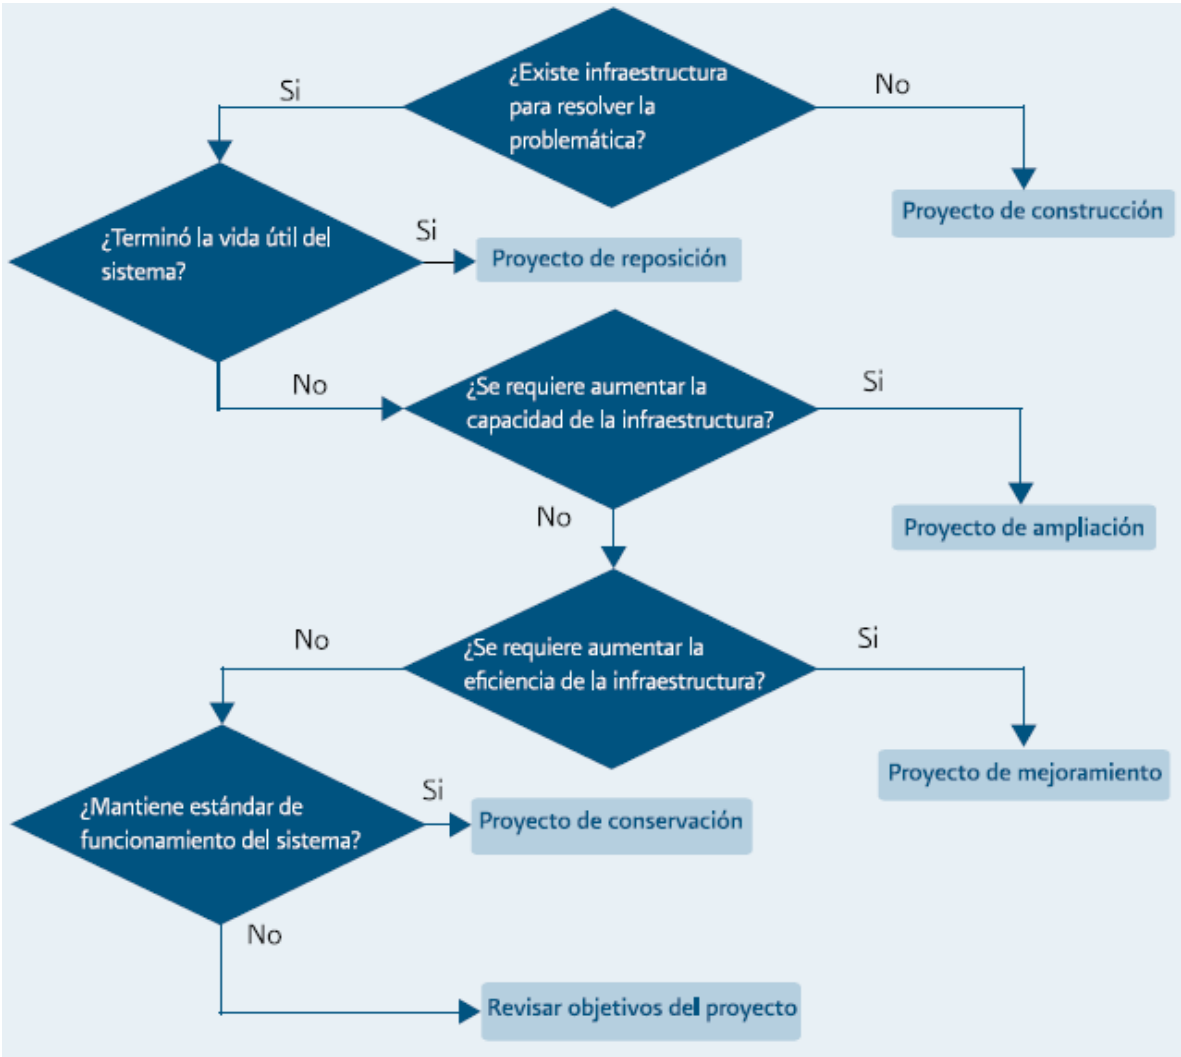 ¿Existe infraestructura
para resolver la
problemática?
Si
No
Proyecto de construcción
¿Terminó la vida útil del
sistema?
Si
Proyecto de reposición
No
¿Se requiere aumentar la
capacidad de la infraestructura?
Si
Proyecto de ampliación
No
¿Se requiere aumentar la
eficiencia de la infraestructura?
No
Si
Proyecto de mejoramiento
¿Mantiene estándar de
funcionamiento del sistema?
Si
Proyecto de conservación
No
Revisar objetivos del proyecto